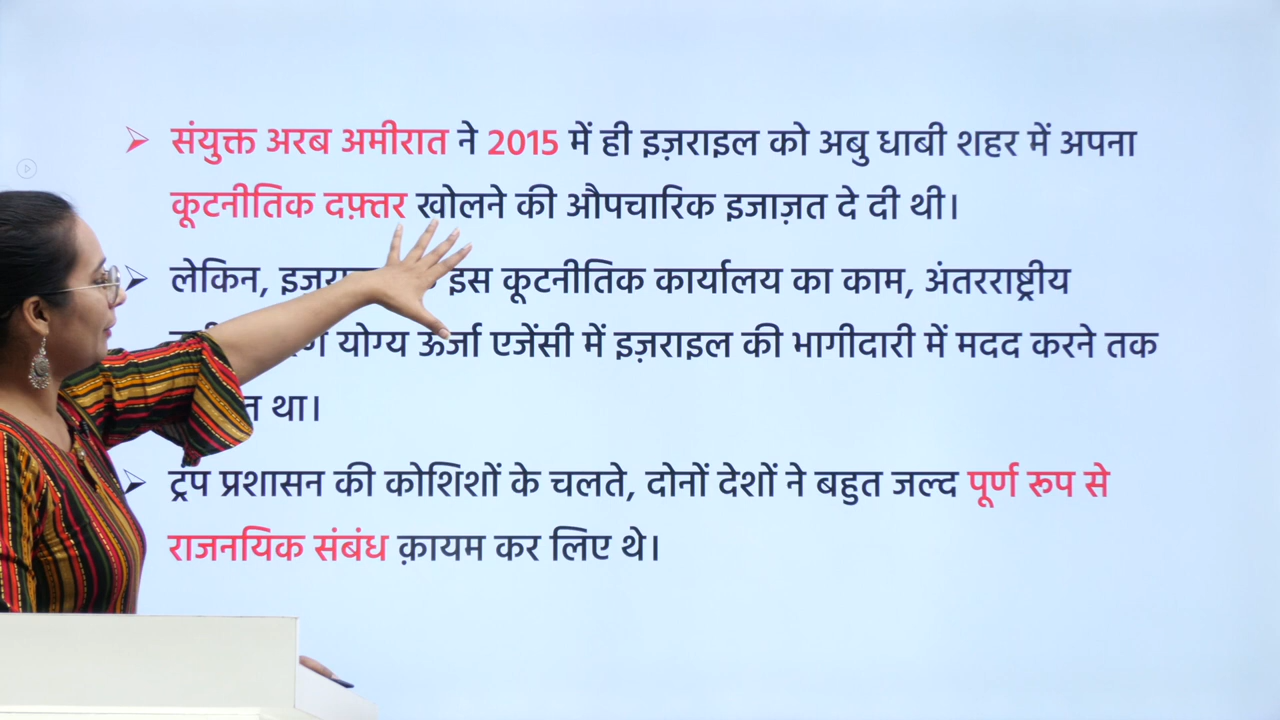 संयुक्त अरब अमीरात ने 2015 में ही इज़राइल को अबु धाबी शहर में अपना
कूटनीतिक दफ़्तर खोलने की औपचारिक इजाज़त दे दी थी।
लेकिन, इस कूटनीतिक कार्यालय का काम, अंतरराष्ट्रीय
योग्य ऊर्जा एजेंसी में इज़राइल की भागीदारी में मदद करने तक
था।
ट्रंप प्रशासन की कोशिशों के चलते, दोनों देशों ने बहुत जल्द पूर्ण रूप से
राजनयिक संबंध क़ायम कर लिए थे।